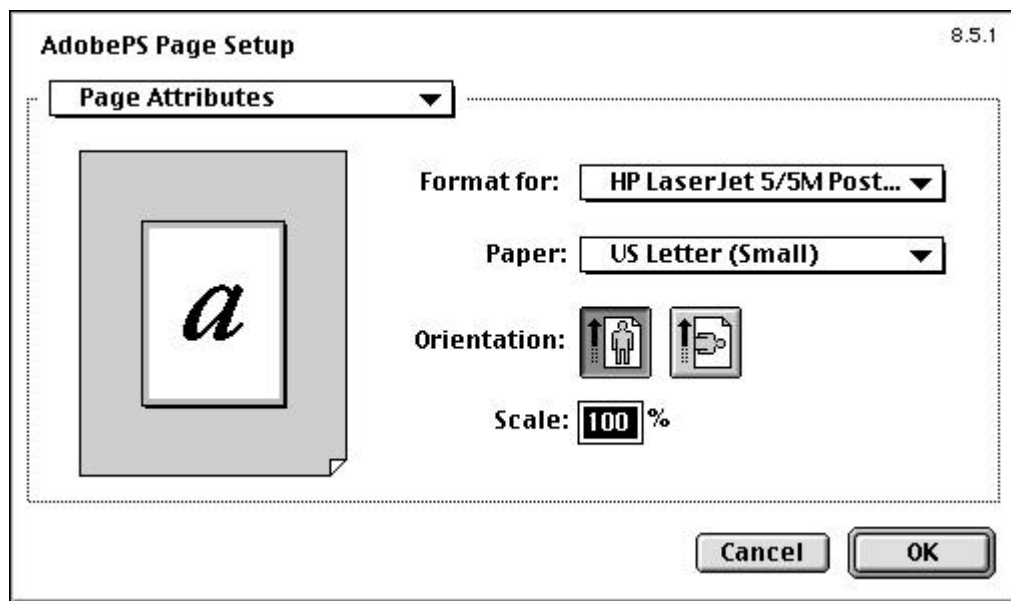 AdobePS Page Setup
8.5.1
Page Attributes
a
Format for: HP LaserJet 5/5M Post...
Paper: US Letter (Small)
Orientation:
Scale: 100 %
Cancel OK